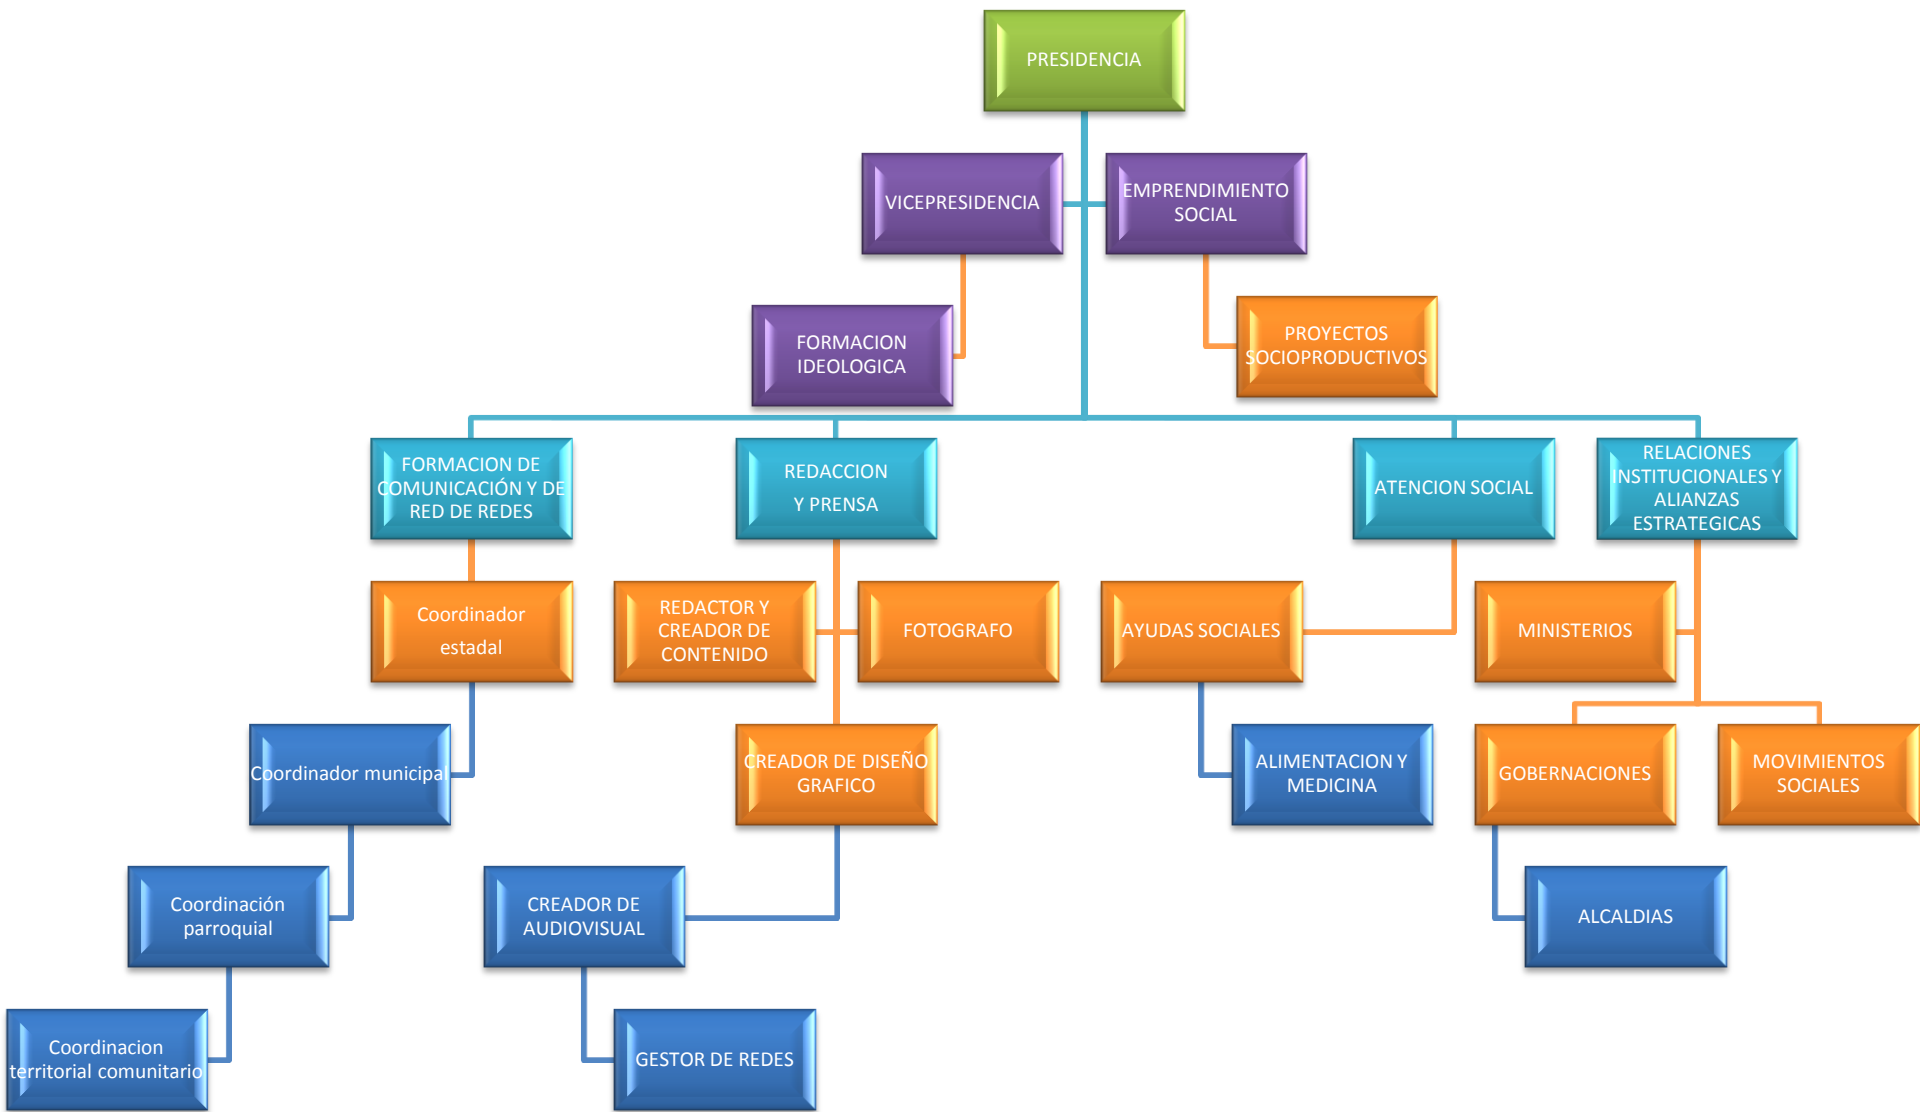 PRESIDENCIA
VICEPRESIDENCIA
EMPRENDIMIENTO
SOCIAL
FORMACION
IDEOLOGICA
PROYECTOS
SOCIOPRODUCTIVOS
FORMACION DE
COMUNICACIÓN Y DE
RED DE REDES
REDACCION
Y PRENSA
ATENCION SOCIAL
RELACIONES
INSTITUCIONALES Y
ALIANZAS
ESTRATEGICAS
Coordinador
estadal
REDACTOR Y
CREADOR DE
CONTENIDO
FOTOGRAFO
AYUDAS SOCIALES
MINISTERIOS
Coordinador municipal
CREADOR DE DISEÑO
GRAFICO
ALIMENTACION Y
MEDICINA
GOBERNACIONES
MOVIMIENTOS
SOCIALES
Coordinación
parroquial
CREADOR DE
AUDIOVISUAL
ALCALDIAS
Coordinacion
territorial comunitario
GESTOR DE REDES